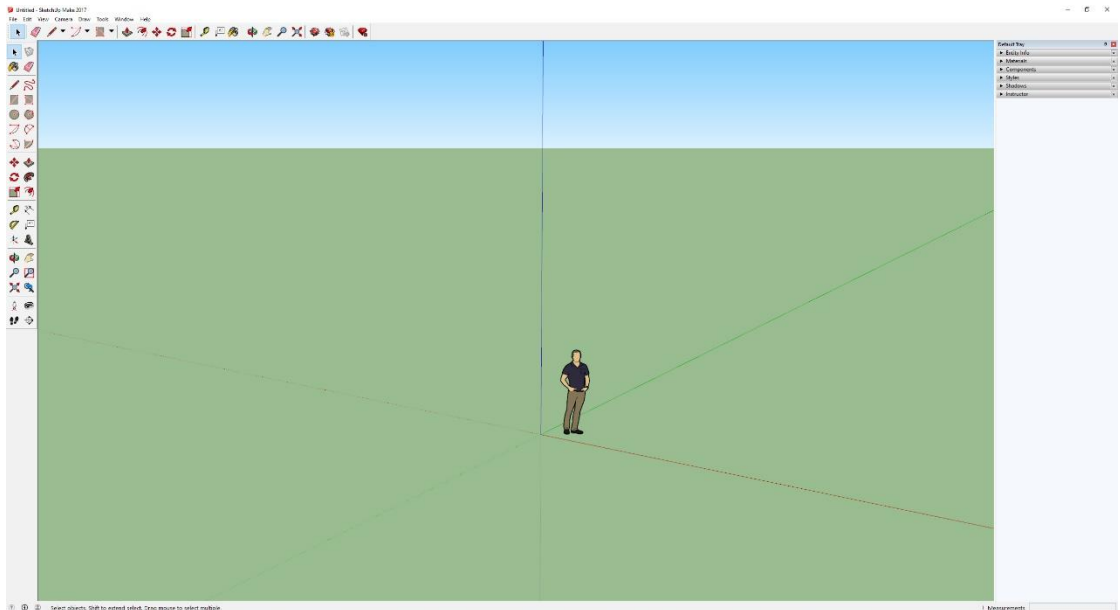 Untitled - SketchUp Make 2017
File Edit View Camera Draw Tools Window Help
Default Tray
Entity Info
Materials
Components
Styles
Shadows
Instructor
Select objects. Shift to extend select. Drag mouse to select multiple.
Measurements